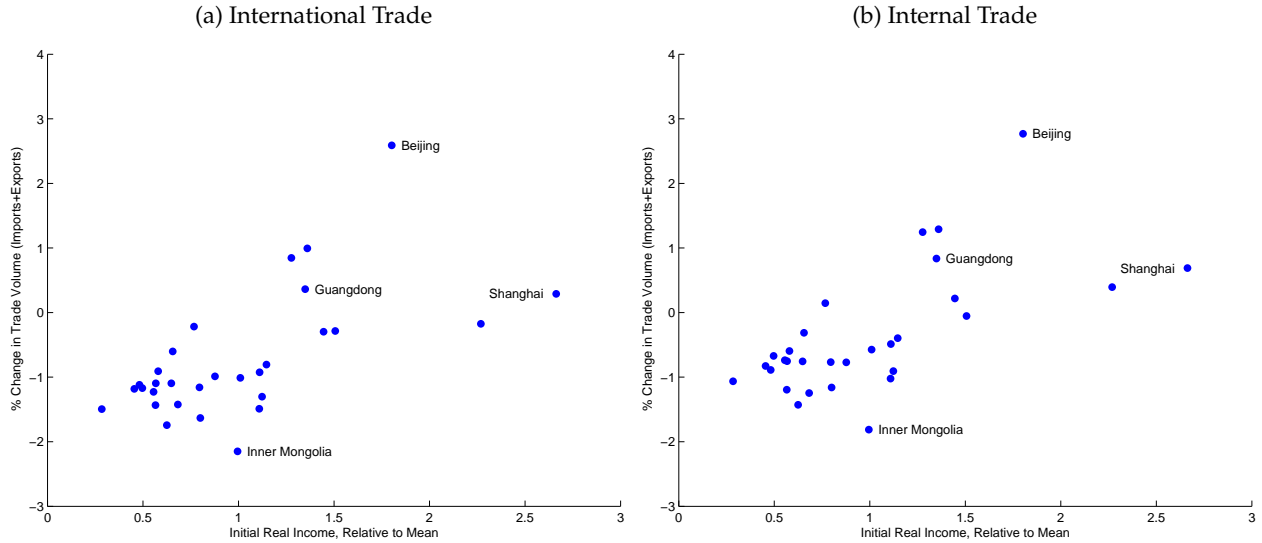 (a) International Trade
% Change in Trade Volume (Imports+Exports)
4
3
2
1
0
−1
−2
−3
Beijing
Guangdong
Shanghai
Inner Mongolia
0
0.5
1
1.5
2
2.5
3
Initial Real Income, Relative to Mean
(b) Internal Trade
% Change in Trade Volume (Imports+Exports)
4
3
2
1
0
−1
−2
−3
Beijing
Guangdong
Shanghai
Inner Mongolia
0
0.5
1
1.5
2
2.5
3
Initial Real Income, Relative to Mean